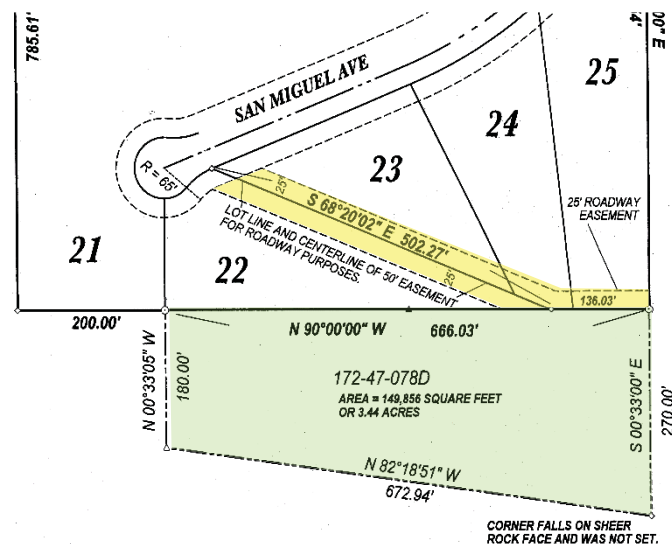 785.61'
4'
00" E
SAN MIGUEL AVE
R = 65'
25
24
23
25'
S 68°20'02" E 502.27'
LOT LINE AND CENTERLINE OF 50' EASEMENT
FOR ROADWAY PURPOSES.
25'
25' ROADWAY
EASEMENT
21
22
136.03'
200.00'
N 90°00'00" W 666.03'
N 00°33'05" W
180.00'
172-47-078D
AREA = 149,856 SQUARE FEET
OR 3.44 ACRES
S 00°33'00" E
270.00'
N 82°18'51" W
672.94'
CORNER FALLS ON SHEER
ROCK FACE AND WAS NOT SET.